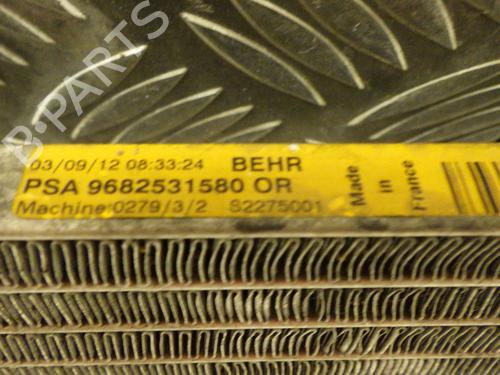 B-PARTS
03/09/12 08:33:24 BEHR
PSA 9682531580 OR
Machine:0279/3/2 S2275001
Made
in
France